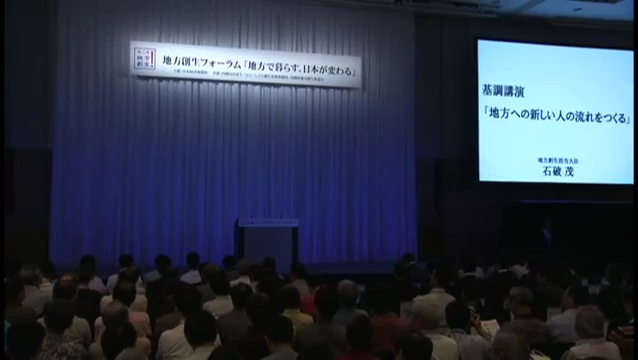 地方創生フォーラム「地方で暮らす。日本が変わる」
基調講演
「地方への新しい人の流れをつくる」
地方創生担当大臣
石破 茂